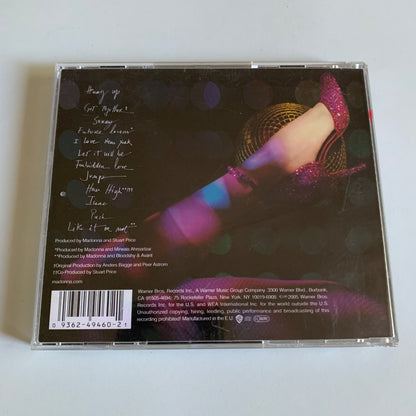 Hung up
Get Together*
Sorry
Future lovers*
I Love New York
Let it will be
Forbidden Love
Jump
How High**††
Isaac
Push
Like it or not**
Produced by Madonna and Stuart Price
*Produced by Madonna and Mirwais Ahmadzai
**Produced by Madonna and Bloodshy & Avant
†Original Production by Anders Bagge and Peer Astrom
††Co-Produced by Stuart Price
madonna.com
Warner Bros. Records Inc., A Warner Music Group Company. 3300 Warner Blvd., Burbank,
CA 91505-4694; 75 Rockefeller Plaza, New York, NY 10019-6908. ℗©2005 Warner Bros.
Records Inc. for the U.S. and WEA International Inc. for the world outside the U.S.
Unauthorized copying, hiring, lending, public performance and broadcasting of this
recording prohibited! Manufactured in the E.U.
0 9362-49460-2 1